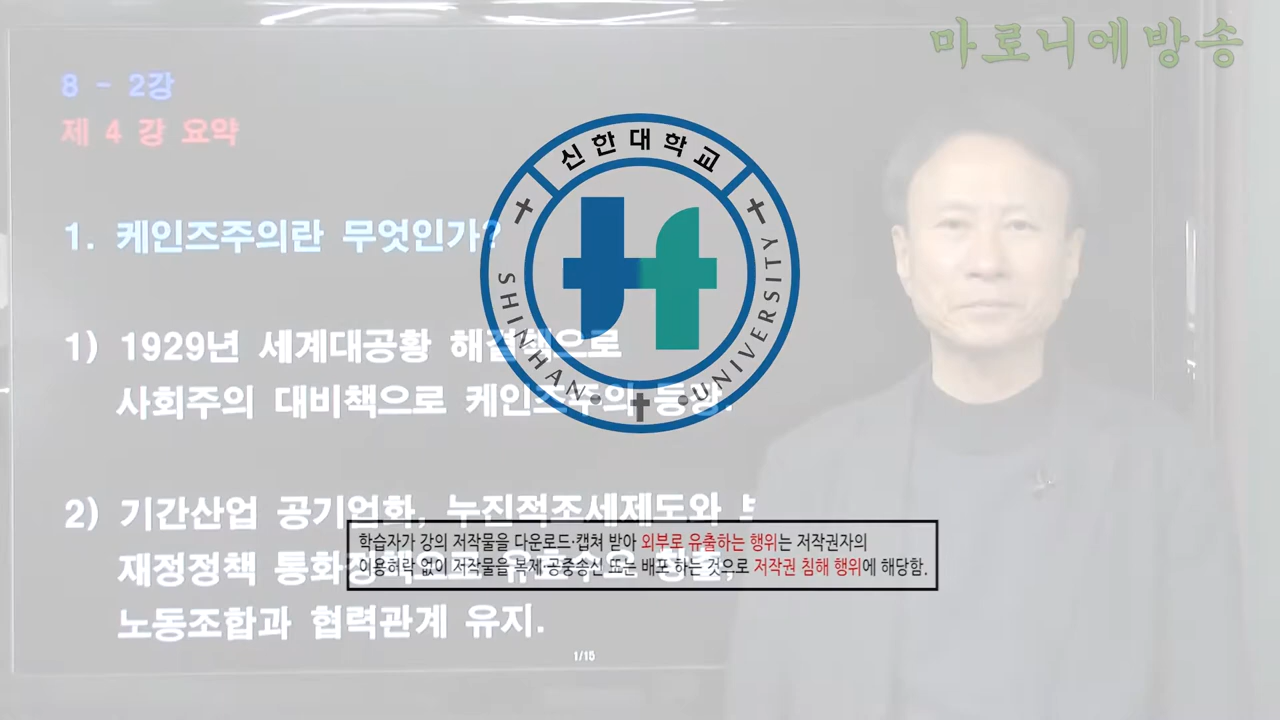 마로니에방송
8 - 2강
제 4 강 요약
신한대학교
SHINHAN UNIVERSITY
1. 케인즈주의란 무엇인가?
1) 1929년 세계대공황 해결책으로
사회주의 대비책으로 케인즈주의 등장.
2) 기간산업 공기업화, 누진적조세제도와
재정정책 통화정책으로
노동조합과 협력관계 유지.
학습자가 강의 저작물을 다운로드·캡쳐 받아 외부로 유출하는 행위는 저작권자의
이용허락 없이 저작물을 복제·공중송신 또는 배포 하는 것으로 저작권 침해 행위에 해당함.
1/15